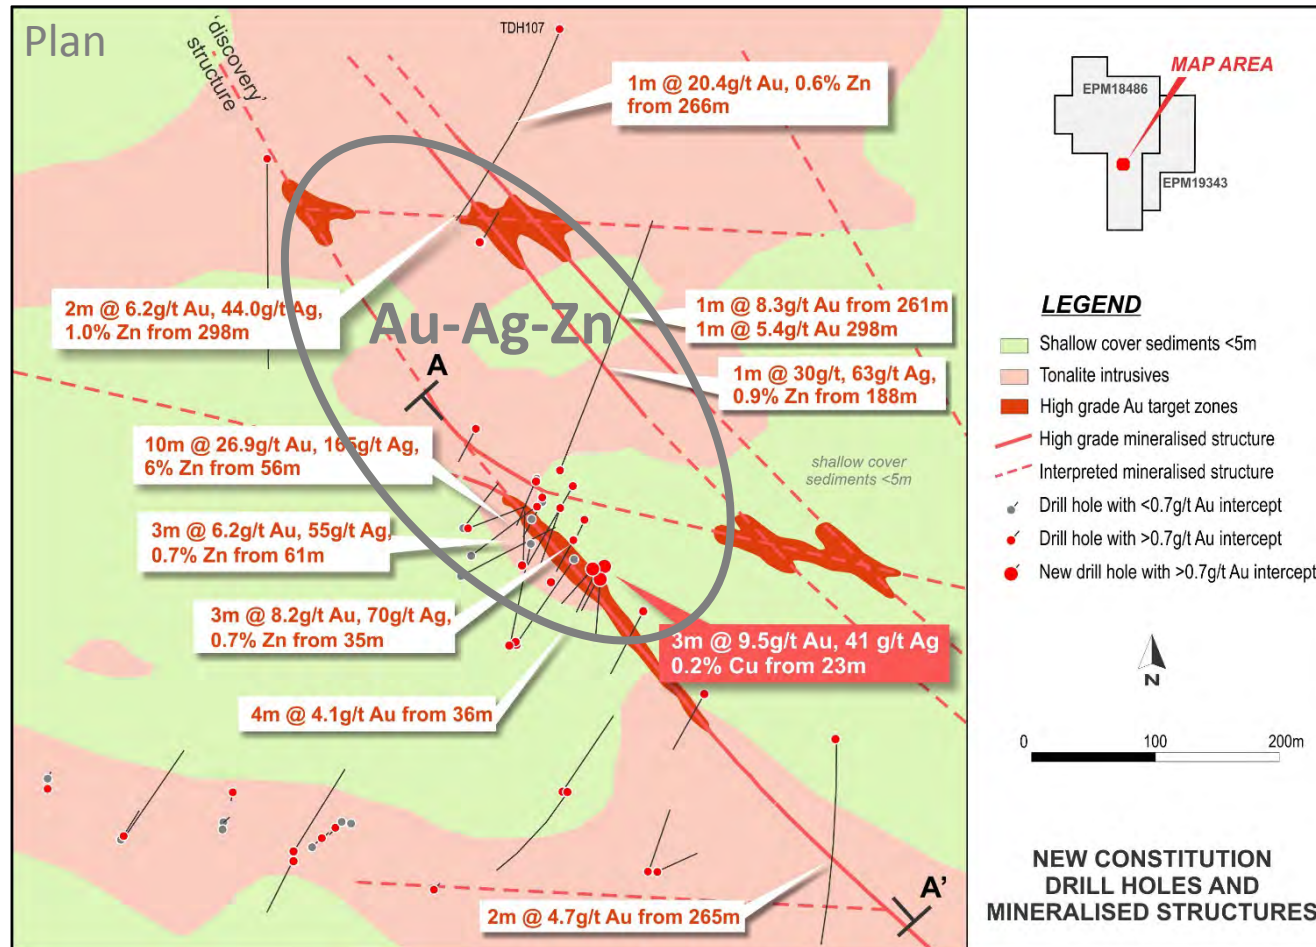 Plan
'discovery'
structure
TDH107
1m @ 20.4g/t Au, 0.6% Zn
from 266m
2m @ 6.2g/t Au, 44.0g/t Ag,
1.0% Zn from 298m
Au-Ag-Zn
1m @ 8.3g/t Au from 261m
1m @ 5.4g/t Au 298m
A
1m @ 30g/t, 63g/t Ag,
0.9% Zn from 188m
10m @ 26.9g/t Au, 165g/t Ag,
6% Zn from 56m
shallow cover
sediments <5m
3m @ 6.2g/t Au, 55g/t Ag,
0.7% Zn from 61m
3m @ 8.2g/t Au, 70g/t Ag,
0.7% Zn from 35m
3m @ 9.5g/t Au, 41 g/t Ag
0.2% Cu from 23m
4m @ 4.1g/t Au from 36m
2m @ 4.7g/t Au from 265m
A'
MAP AREA
EPM18486
EPM19343
LEGEND
Shallow cover sediments <5m
Tonalite intrusives
High grade Au target zones
High grade mineralised structure
Interpreted mineralised structure
Drill hole with <0.7g/t Au intercept
Drill hole with >0.7g/t Au intercept
New drill hole with >0.7g/t Au intercept
N
0 100 200m
NEW CONSTITUTION
DRILL HOLES AND
MINERALISED STRUCTURES